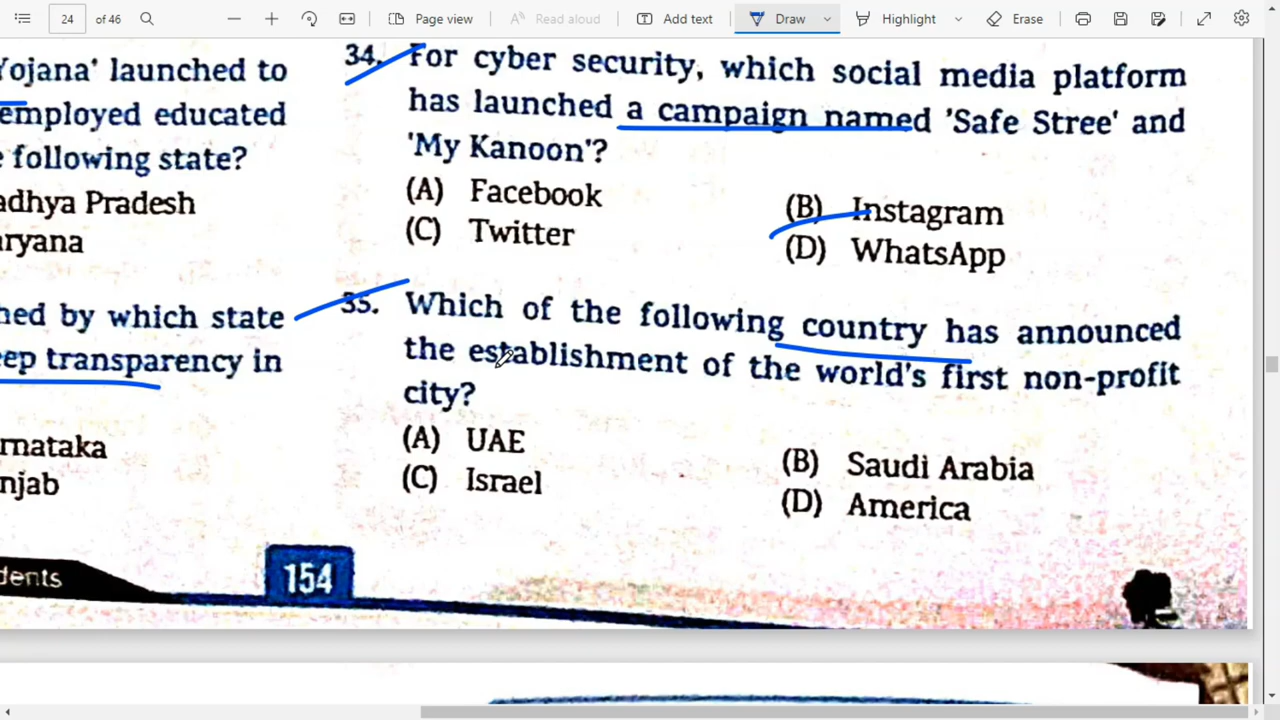 24 of 46
Page view
Read aloud
Add text
Draw
Highlight
Erase
Yojana' launched to
employed educated
e following state?
adhya Pradesh
aryana
hed by which state
eep transparency in
rnataka
njab
dents
154
34. For cyber security, which social media platform
has launched a campaign named 'Safe Stree' and
'My Kanoon'?
(A) Facebook
(B) Instagram
(C) Twitter
(D) WhatsApp
35. Which of the following country has announced
the establishment of the world's first non-profit
city?
(A) UAE
(B) Saudi Arabia
(C) Israel
(D) America